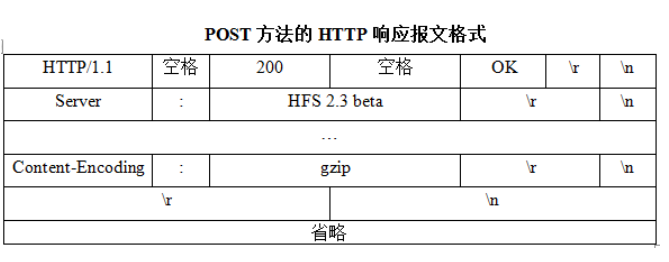 POST 方法的 HTTP 响应报文格式
HTTP/1.1 空格 200 空格 OK \r \n
Server : HFS 2.3 beta \r \n
…
Content-Encoding : gzip \r \n
\r \n
省略